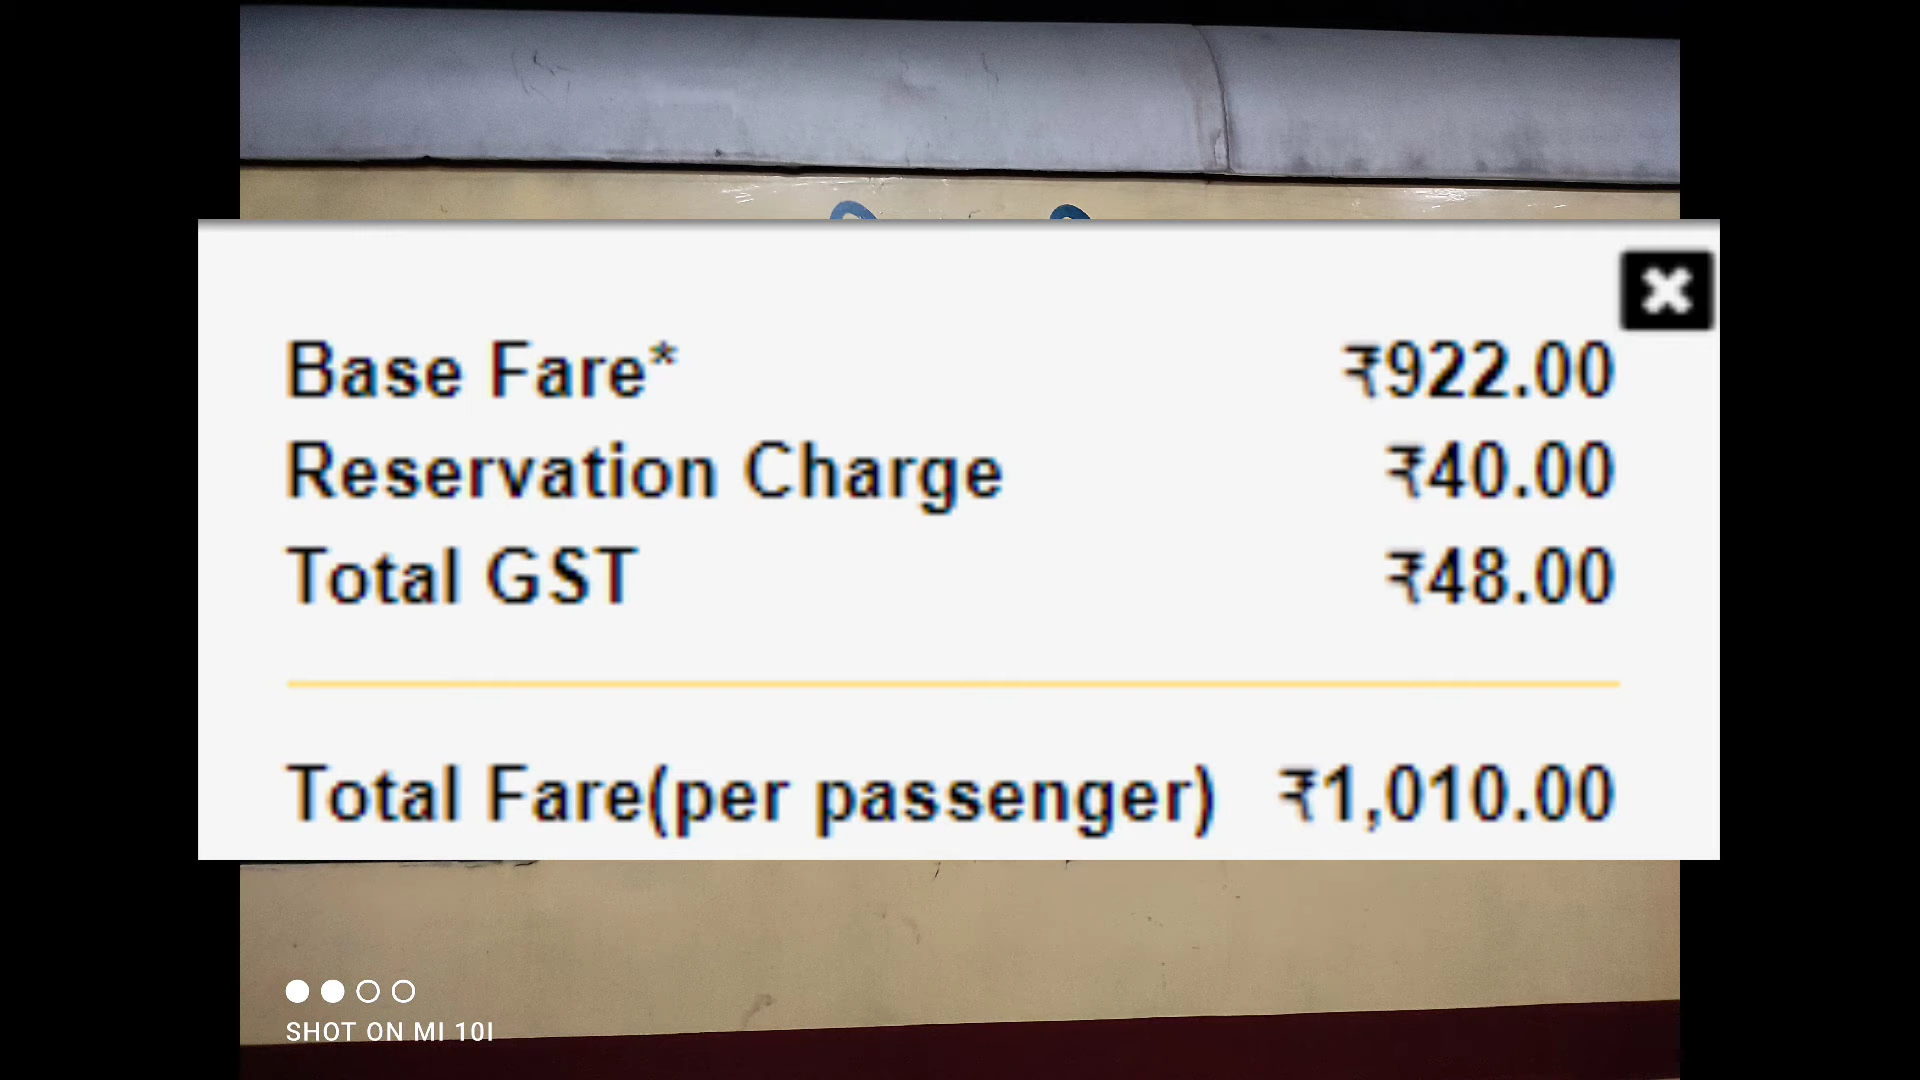 Base Fare* ₹922.00
Reservation Charge ₹40.00
Total GST ₹48.00
Total Fare(per passenger) ₹1,010.00
SHOT ON MI 10I